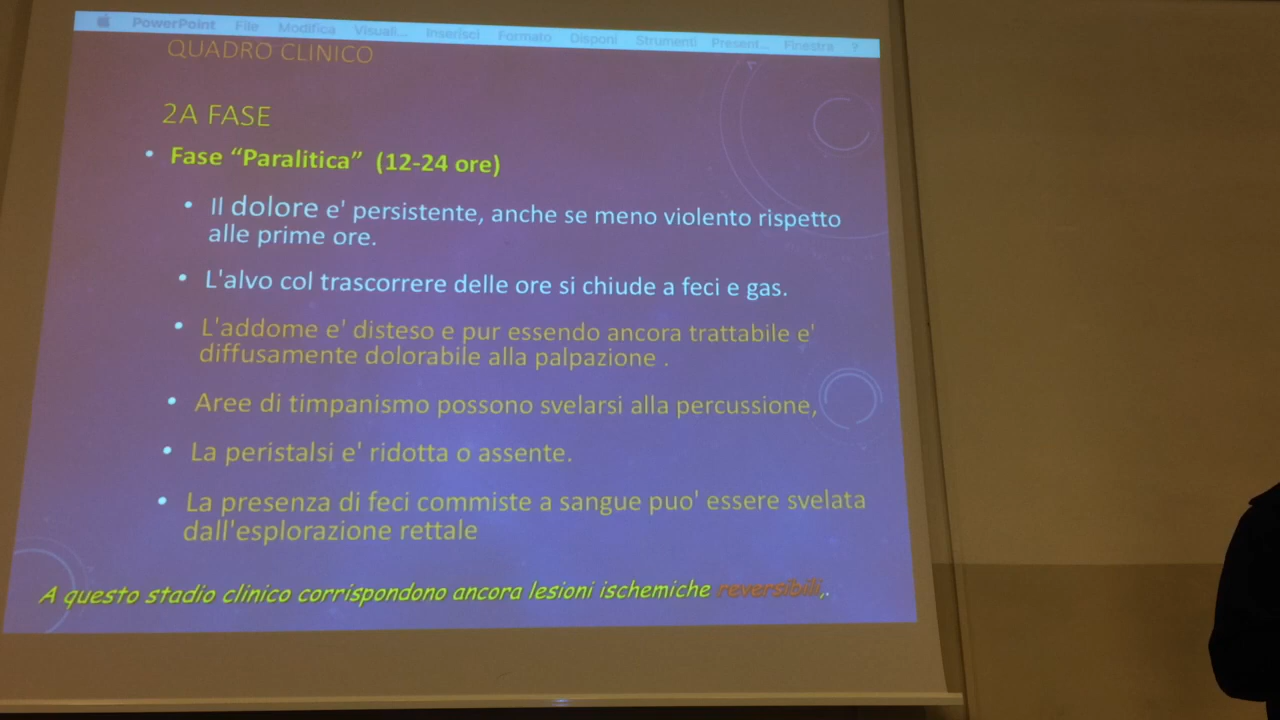 PowerPoint File Modifica Visuali... Inserisci Formato Disponi Strumenti Present... Finestra ?
QUADRO CLINICO
2A FASE
• Fase “Paralitica” (12-24 ore)
• Il dolore e' persistente, anche se meno violento rispetto
alle prime ore.
• L'alvo col trascorrere delle ore si chiude a feci e gas.
• L'addome e' disteso e pur essendo ancora trattabile e'
diffusamente dolorabile alla palpazione .
• Aree di timpanismo possono svelarsi alla percussione,
• La peristalsi e' ridotta o assente.
• La presenza di feci commiste a sangue puo' essere svelata
dall'esplorazione rettale
A questo stadio clinico corrispondono ancora lesioni ischemiche reversibili,.